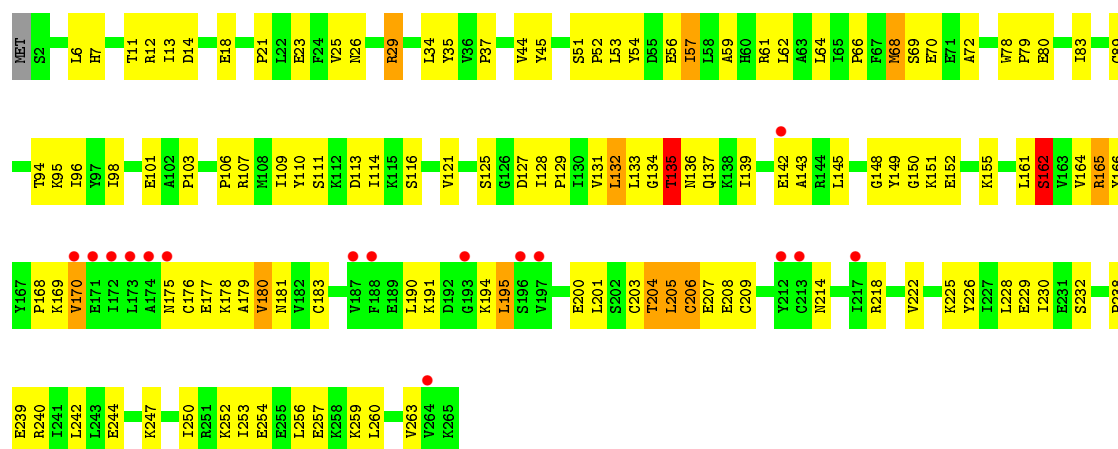 MET S2 L6 H7 T11 R12 I13 D14 E18 P21 L22 E23 F24 V25 N26 R29 L34 Y35 V36 P37 V44 Y45 S51 P52 L53 Y54 D55 E56 I57 L58 A59 H60 R61 L62 A63 L64 I65 P66 F67 M68 S69 E70 E71 A72 W78 P79 E80 I83 C89
T94 K95 I96 Y97 I98 E101 A102 P103 P106 R107 M108 I109 Y110 S111 K112 D113 I114 K115 S116 V121 S125 G126 D127 I128 P129 I130 V131 L132 L133 G134 T135 N136 Q137 K138 I139 E142 A143 R144 L145 G148 Y149 G150 K151 E152 K155 L161 S162 V163 V164 R165 Y166
Y167 P168 K169 V170 E171 I172 L173 A174 N175 C176 E177 K178 A179 V180 N181 V182 C183 V187 F188 E189 L190 K191 D192 G193 K194 L195 S196 V197 E200 L201 S202 C203 T204 L205 C206 E207 E208 C209 Y212 C213 N214 I217 R218 V222 K225 Y226 I227 L228 E229 I230 E231 S232
E239 R240 I241 L242 L243 E244 K247 I250 R251 K252 I253 E254 E255 L256 E257 K258 K259 L260 V263 V264 K265